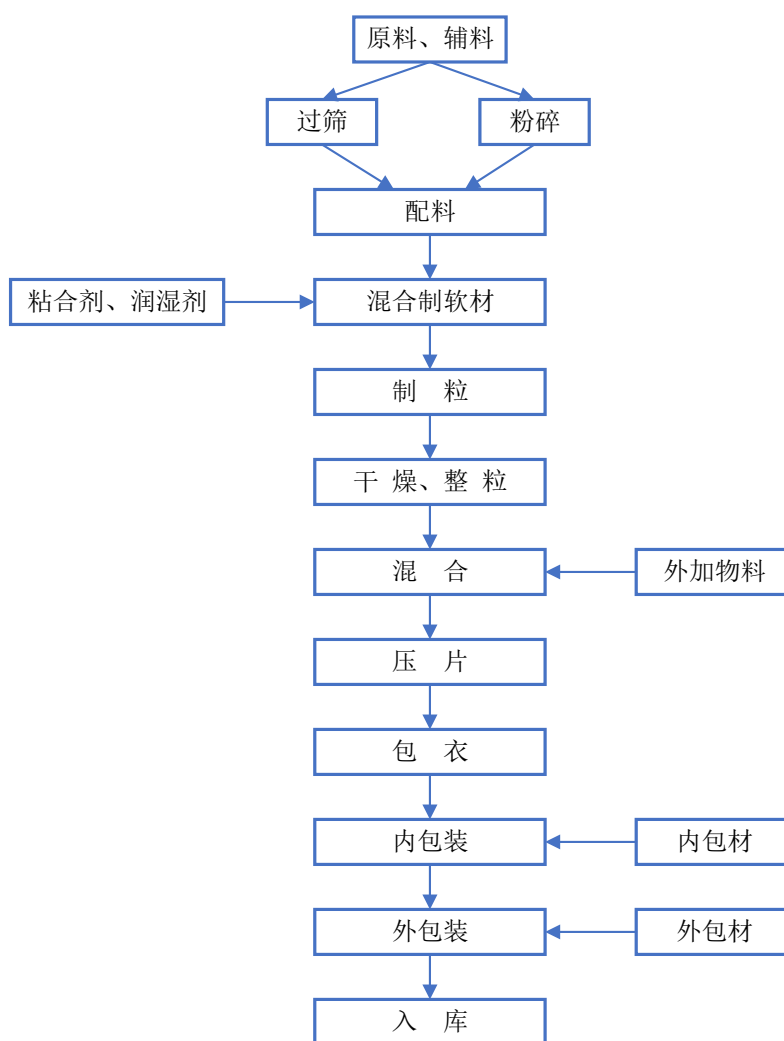 原料、辅料
过筛
粉碎
配料
粘合剂、润湿剂
混合制软材
制 粒
干 燥、整 粒
混 合
外加物料
压 片
包 衣
内包装
内包材
外包装
外包材
入 库